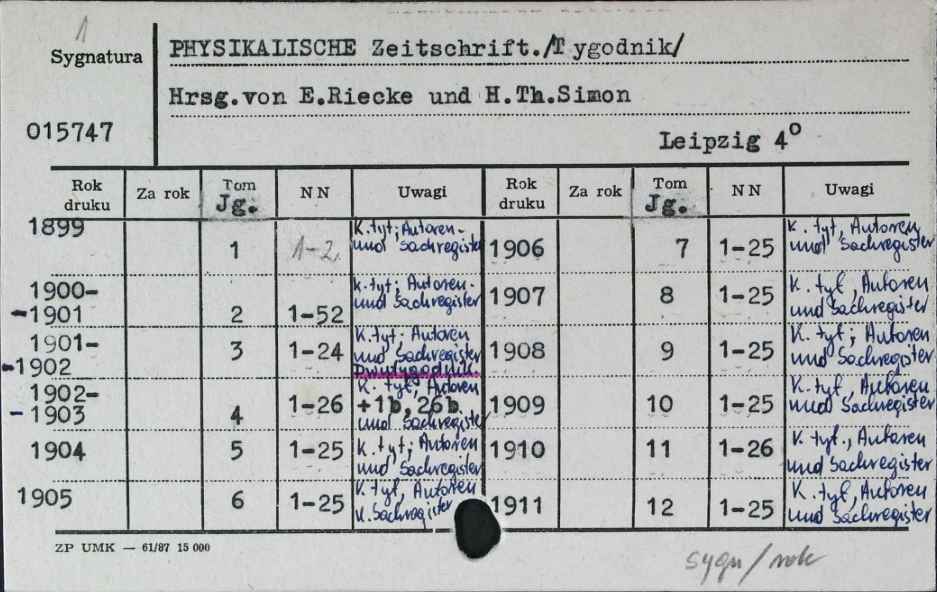 1
Sygnatura
PHYSIKALISCHE Zeitschrift./Tygodnik/
Hrsg.von E.Riecke und H.Th.Simon
015747
Leipzig 4°
Rok druku Za rok Tom Jg. NN Uwagi Rok druku Za rok Tom Jg. NN Uwagi
1899 1 1-2, K. tyt; Autoren- und Sachregister
1900-
-1901 2 1-52 K. tyt; Autoren- und Sachregister
1901-
-1902 3 1-24 K. tyt; Autoren und Sachregister Dwutygodnik.
1902-
-1903 4 1-26 K. tyt, Autoren +1b, 26b. und Sachregister
1904 5 1-25 K. tyt; Autoren und Sachregister
1905 6 1-25 K. tyt, Autoren K. Sachregister
1906 7 1-25 K. tyt, Autoren und Sachregister
1907 8 1-25 K. tyt, Autoren und Sachregister
1908 9 1-25 K. tyt; Autoren und Sachregister
1909 10 1-25 K. tyt, Autoren und Sachregister
1910 11 1-26 K tyt., Autoren und Sachregister
1911 12 1-25 K. tyt, Autoren und Sachregister
ZP UMK — 61/87 15 000
sygn/rok